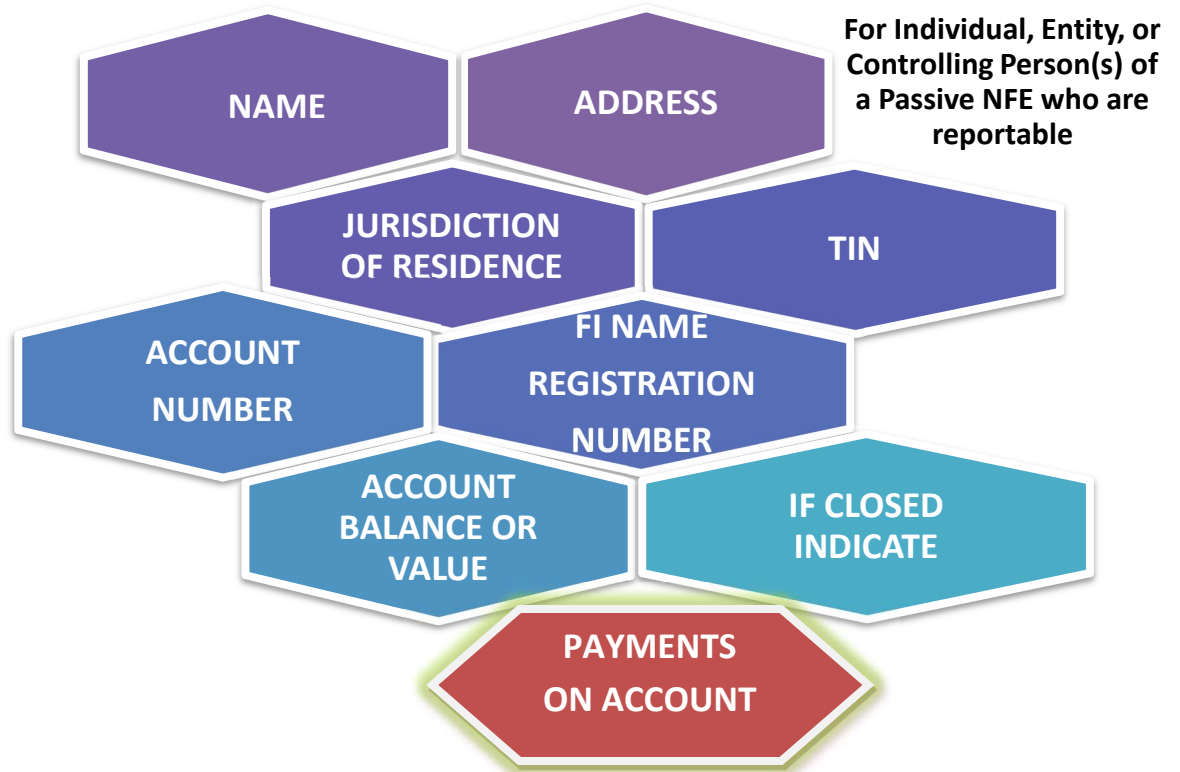 NAME
ADDRESS
For Individual, Entity, or
Controlling Person(s) of
a Passive NFE who are
reportable
JURISDICTION
OF RESIDENCE
TIN
ACCOUNT
NUMBER
FI NAME
REGISTRATION
NUMBER
ACCOUNT
BALANCE OR
VALUE
IF CLOSED
INDICATE
PAYMENTS
ON ACCOUNT